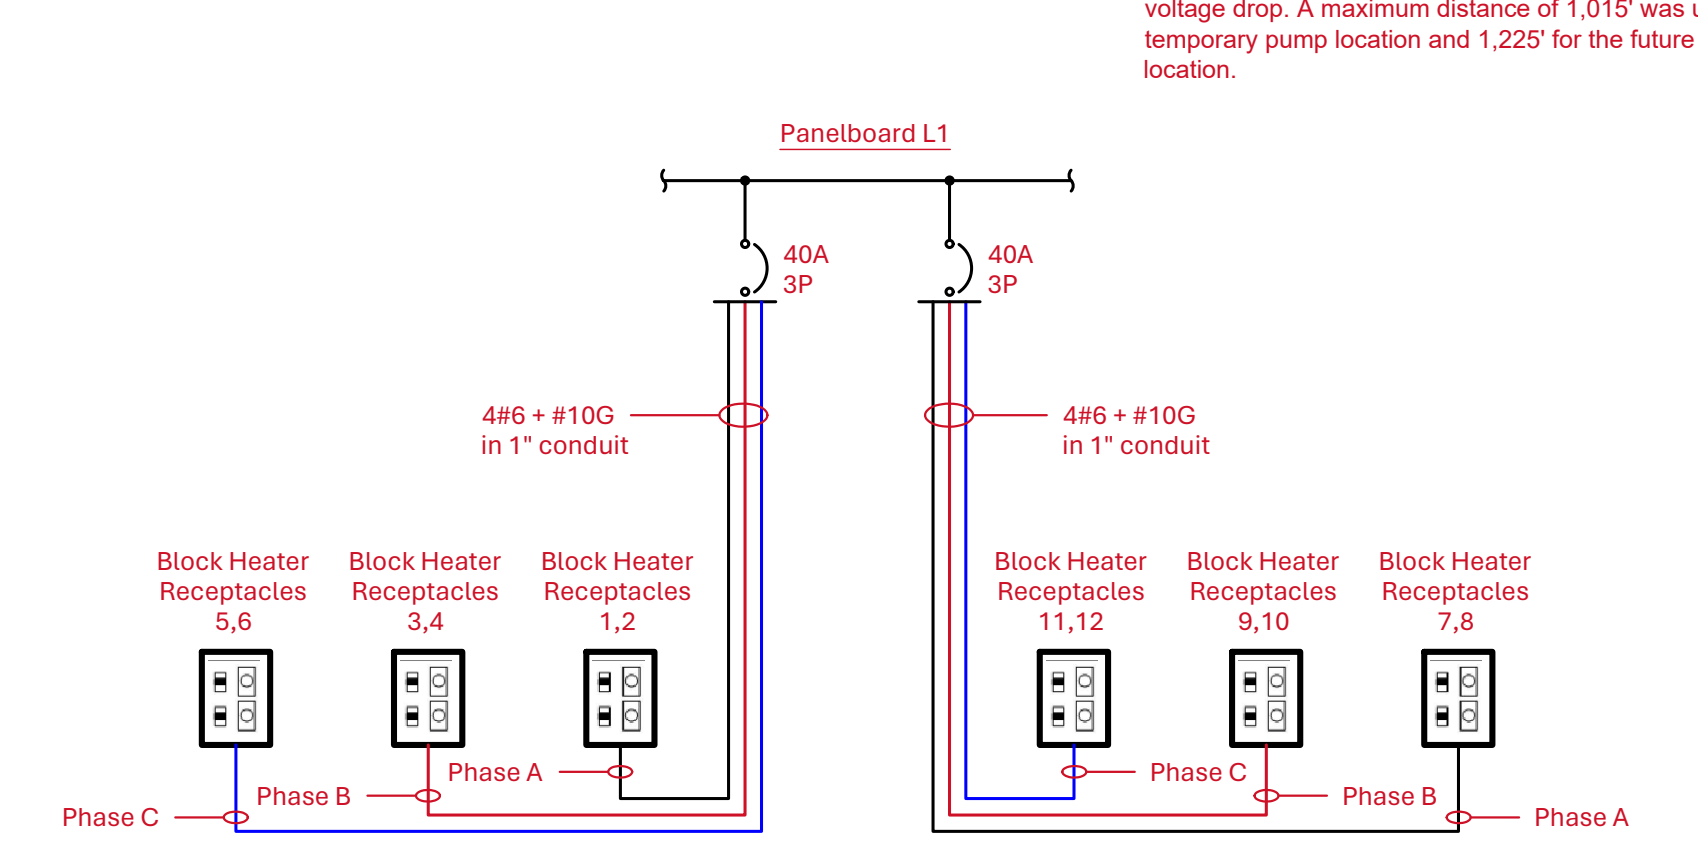 voltage drop. A maximum distance of 1,015' was
temporary pump location and 1,225' for the future
location.
Panelboard L1
40A
3P
40A
3P
4#6 + #10G
in 1" conduit
4#6 + #10G
in 1" conduit
Block Heater
Receptacles
5,6
Block Heater
Receptacles
3,4
Block Heater
Receptacles
1,2
Block Heater
Receptacles
11,12
Block Heater
Receptacles
9,10
Block Heater
Receptacles
7,8
Phase A
Phase B
Phase C
Phase C
Phase B
Phase A